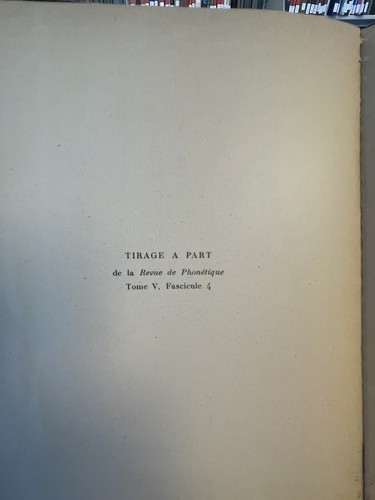 TIRAGE A PART
de la Revue de Phonétique
Tome V, Fascicule 4